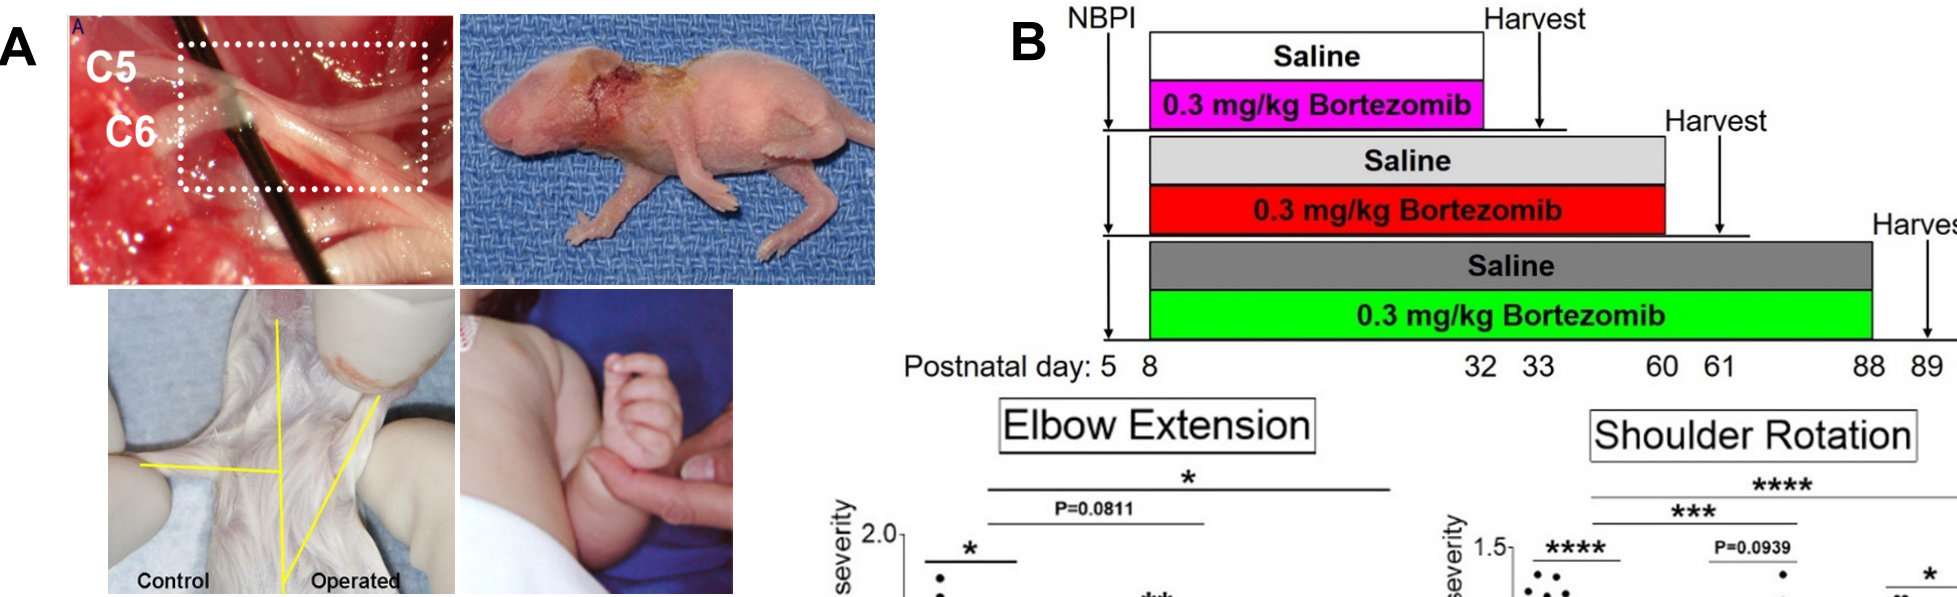 A
A
C5
C6
Control
Operated
B
NBPI
Harvest
Saline
0.3 mg/kg Bortezomib
Harvest
Saline
0.3 mg/kg Bortezomib
Harves
Saline
0.3 mg/kg Bortezomib
Postnatal day: 5 8 32 33 60 61 88 89
Elbow Extension
*
P=0.0811
severity
2.0
*
**
Shoulder Rotation
****
***
severity
1.5
****
P=0.0939
*